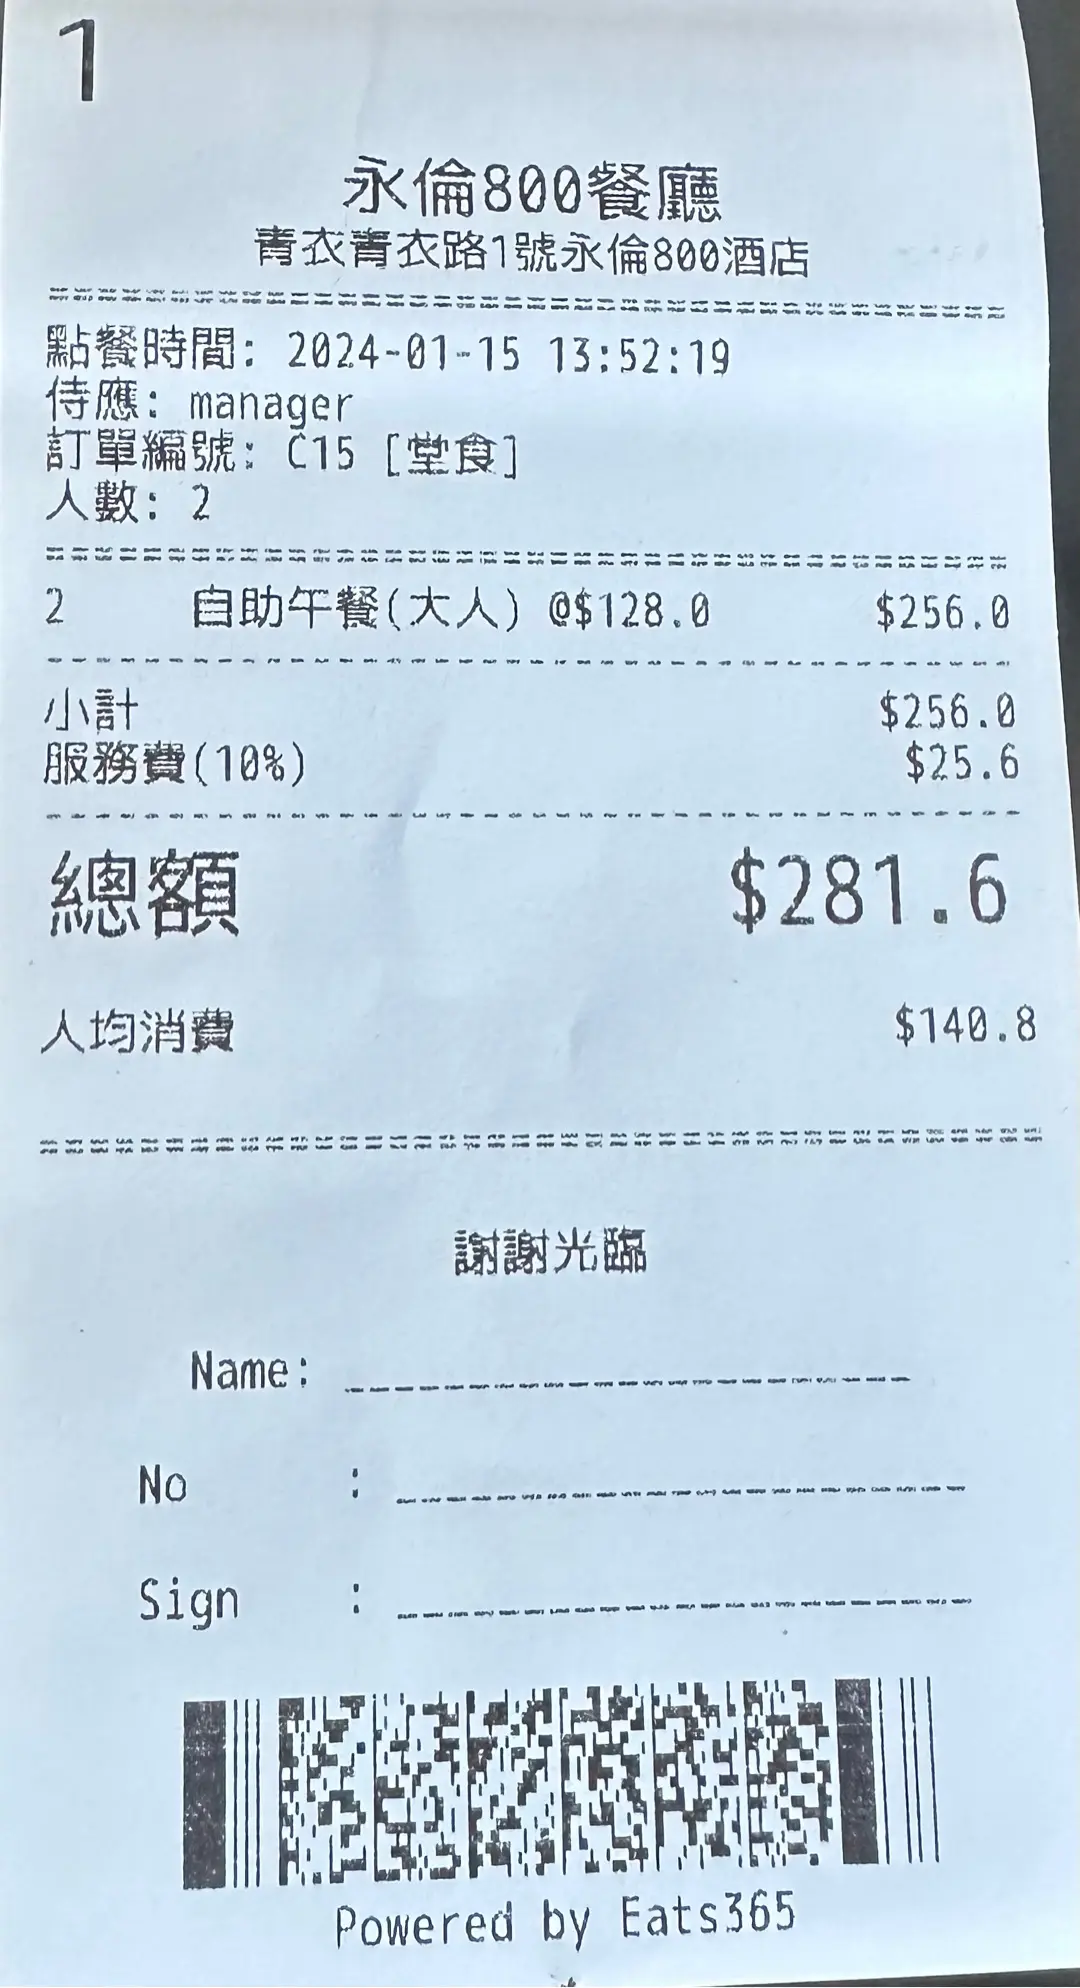 1
永倫800餐廳
青衣青衣路1號永倫800酒店
點餐時間: 2024-01-15 13:52:19
侍應: manager
訂單編號: C15 [堂食]
人數: 2
2 自助午餐(大人) @$128.0 $256.0
小計 $256.0
服務費(10%) $25.6
總額 $281.6
人均消費 $140.8
謝謝光臨
Name:
No :
Sign :
Powered by Eats365